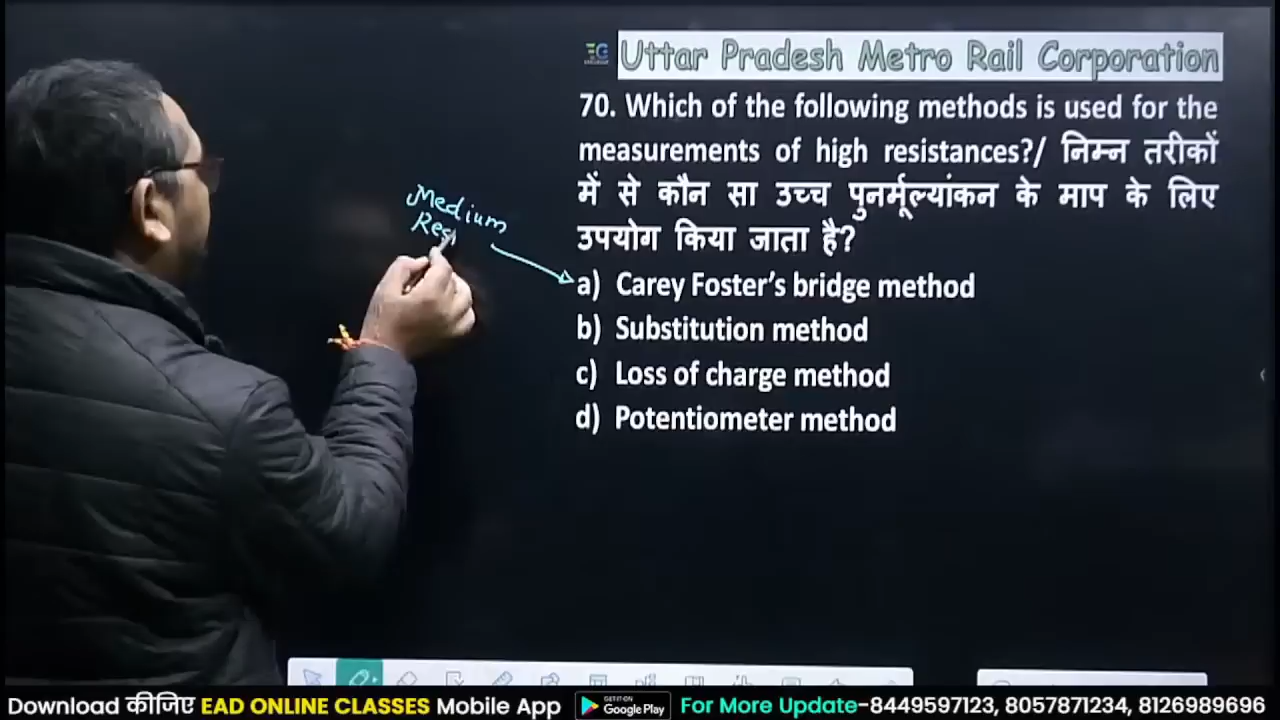 Uttar Pradesh Metro Rail Corporation
70. Which of the following methods is used for the
measurements of high resistances?/ निम्न तरीकों
में से कौन सा उच्च पुनर्मूल्यांकन के माप के लिए
उपयोग किया जाता है?
Medium
Res
a) Carey Foster's bridge method
b) Substitution method
c) Loss of charge method
d) Potentiometer method
Download कीजिए EAD ONLINE CLASSES Mobile App GET IT ON Google Play For More Update-8449597123, 8057871234, 8126989696